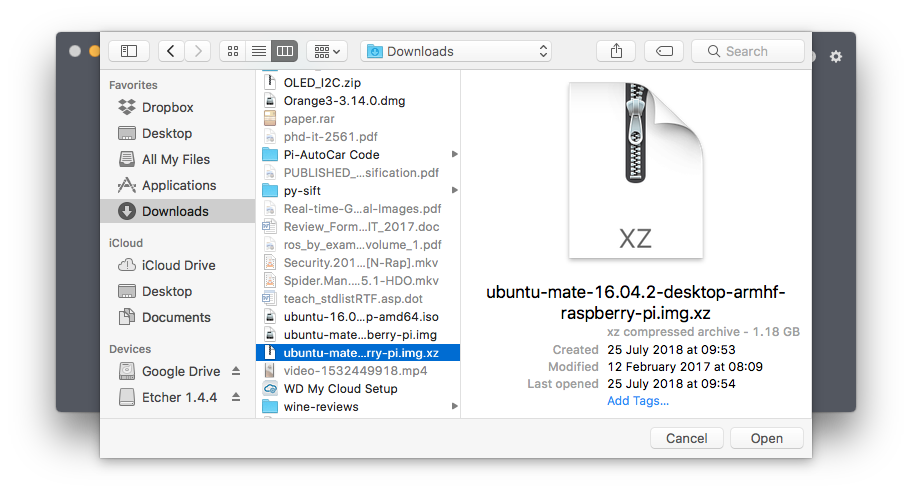 Downloads
Search
Favorites
Dropbox
Desktop
All My Files
Applications
Downloads
iCloud
iCloud Drive
Desktop
Documents
Devices
Google Drive
Etcher 1.4.4
OLED_I2C.zip
Orange3-3.14.0.dmg
paper.rar
phd-it-2561.pdf
Pi-AutoCar Code
PUBLISHED_...sification.pdf
py-sift
Real-time-G...al-Images.pdf
Review_Form...IT_2017.doc
ros_by_exam...volume_1.pdf
Security.201...[N-Rap].mkv
Spider.Man....5.1-HDO.mkv
teach_stdlistRTF.asp.dot
ubuntu-16.0...p-amd64.iso
ubuntu-mate...berry-pi.img
ubuntu-mate...rry-pi.img.xz
video-1532449918.mp4
WD My Cloud Setup
wine-reviews
XZ
ubuntu-mate-16.04.2-desktop-armhf-
raspberry-pi.img.xz
xz compressed archive - 1.18 GB
Created 25 July 2018 at 09:53
Modified 12 February 2017 at 08:09
Last opened 25 July 2018 at 09:54
Add Tags...
Cancel
Open